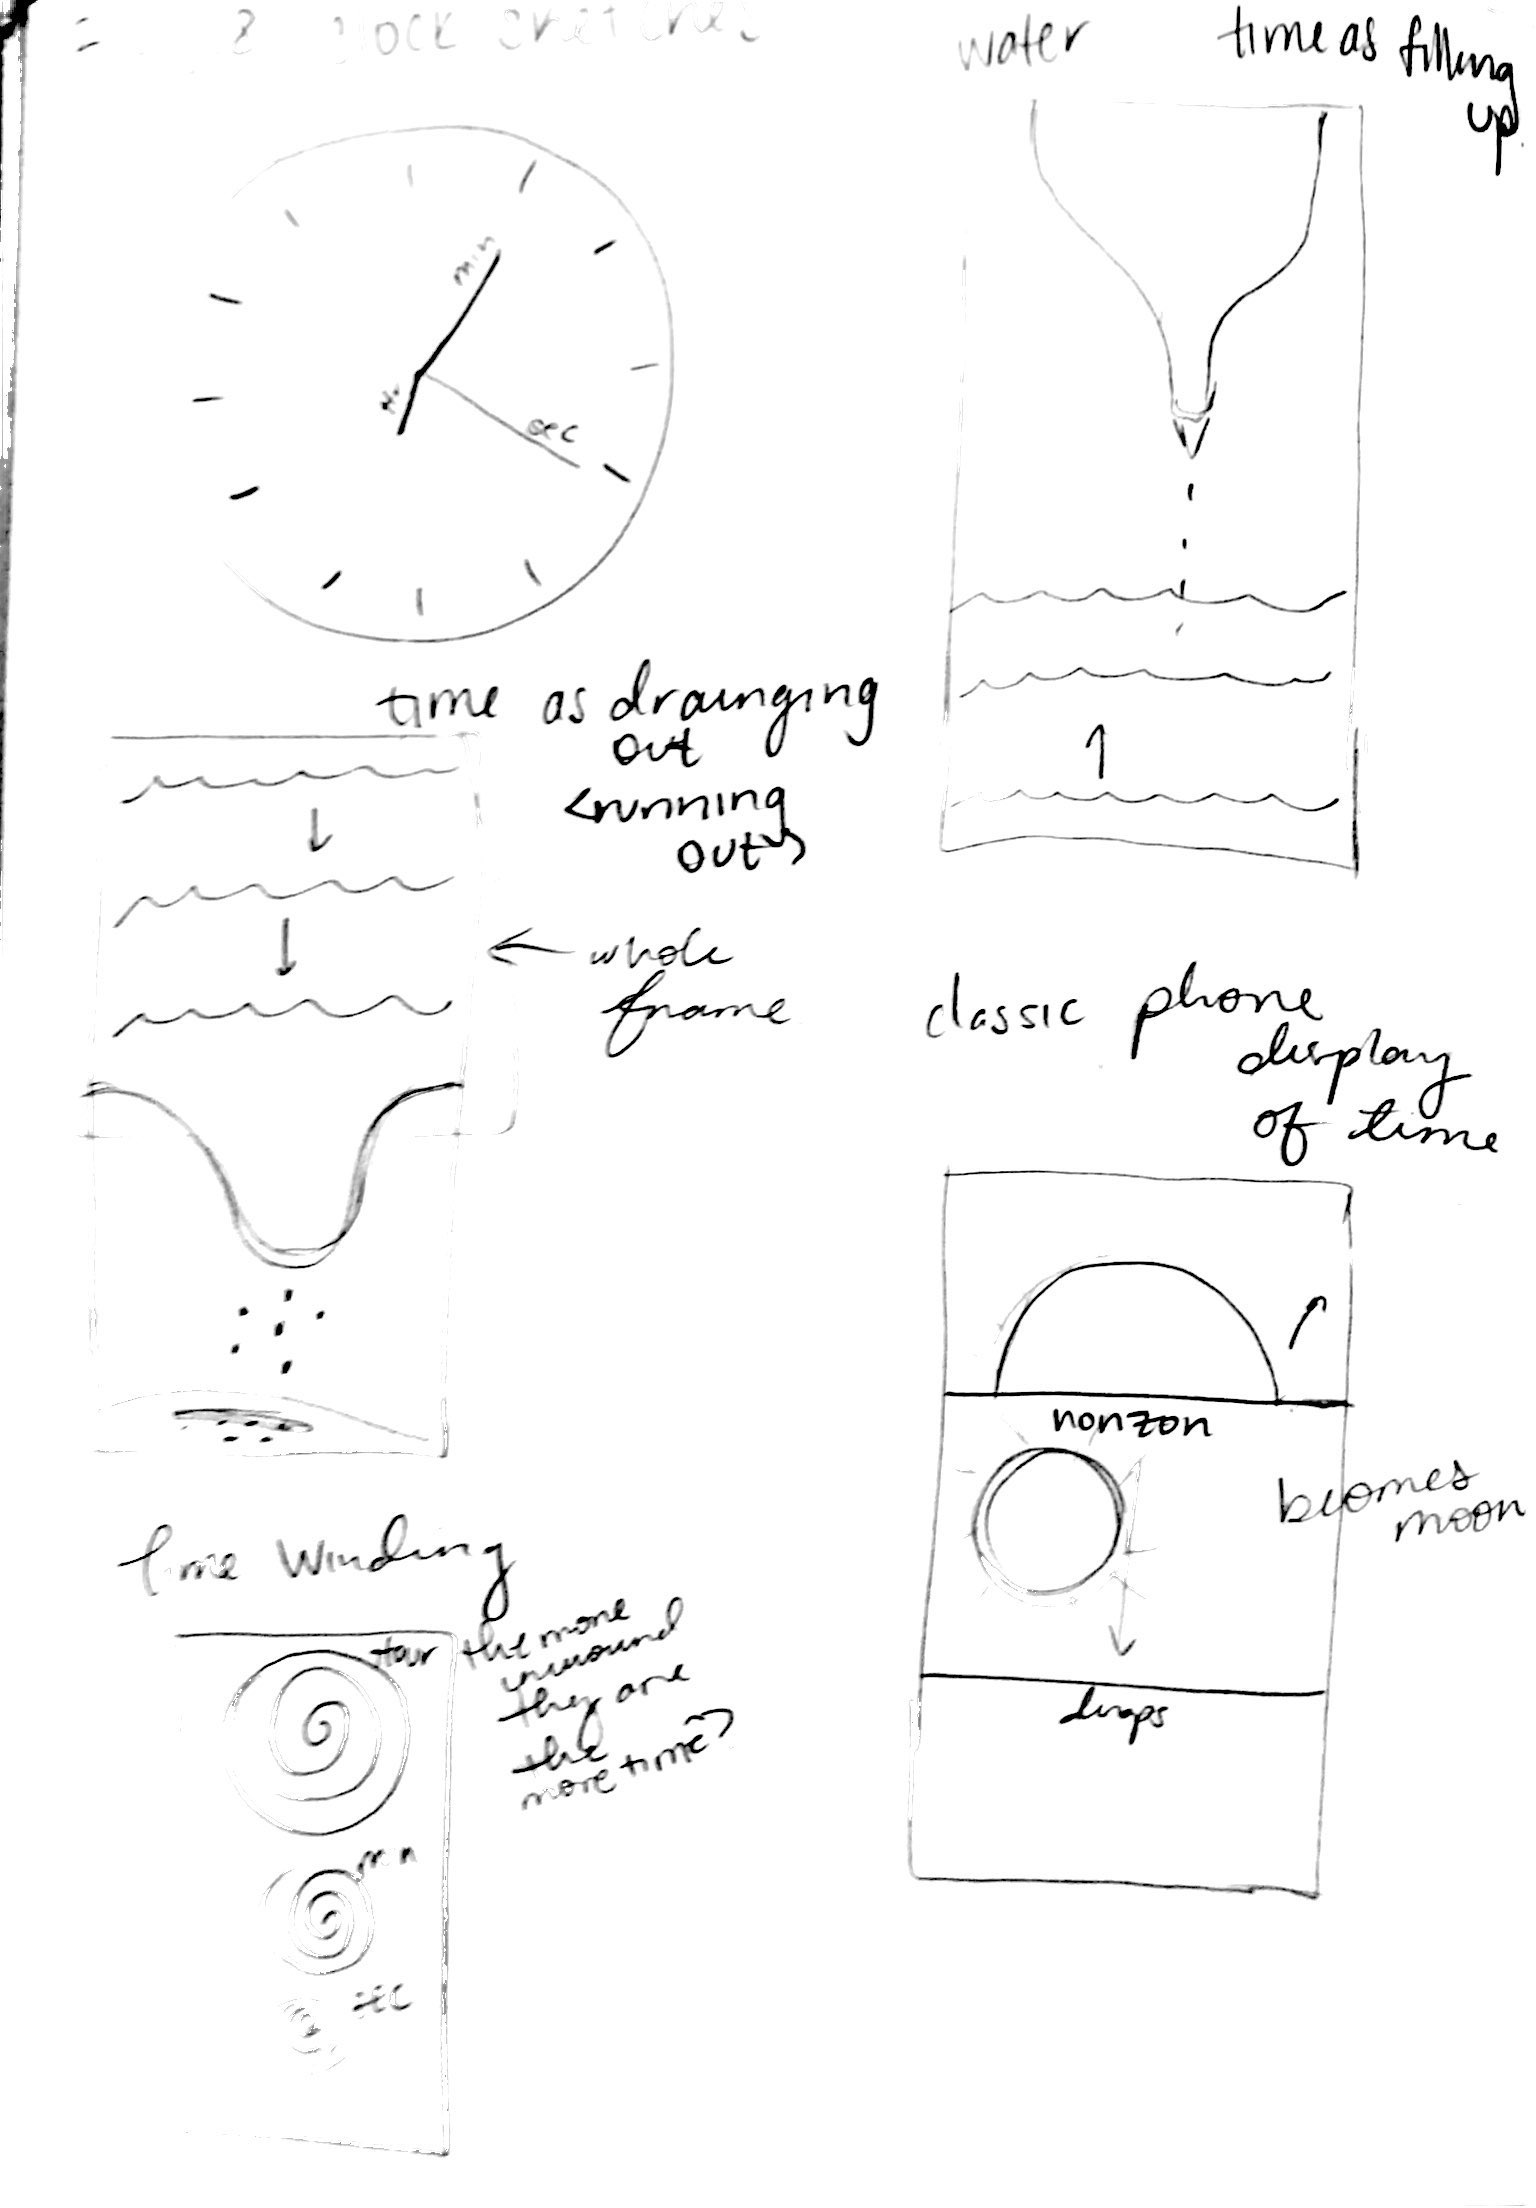 8 clock sketches
min
Hr
sec
water
time as filling
up
time as drainging
out
<running
out>
← whole
frame
classic phone
display
of time
horizon
becomes
moon
drops
Time Winding
Hour
the more
unwound
they are
the
more time?
min
sec